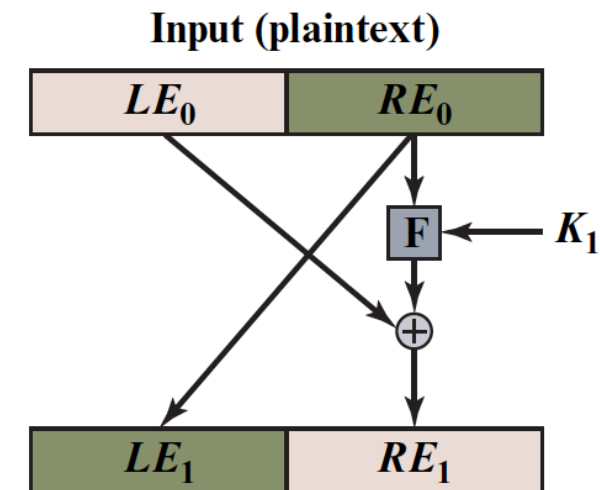 Input (plaintext)
LE0 RE0
F K1
+
LE1 RE1